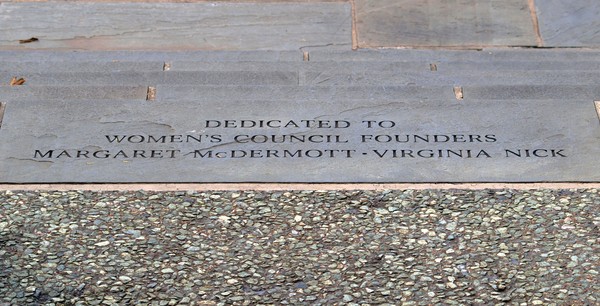 DEDICATED TO
WOMEN'S COUNCIL FOUNDERS
MARGARET McDERMOTT · VIRGINIA NICK